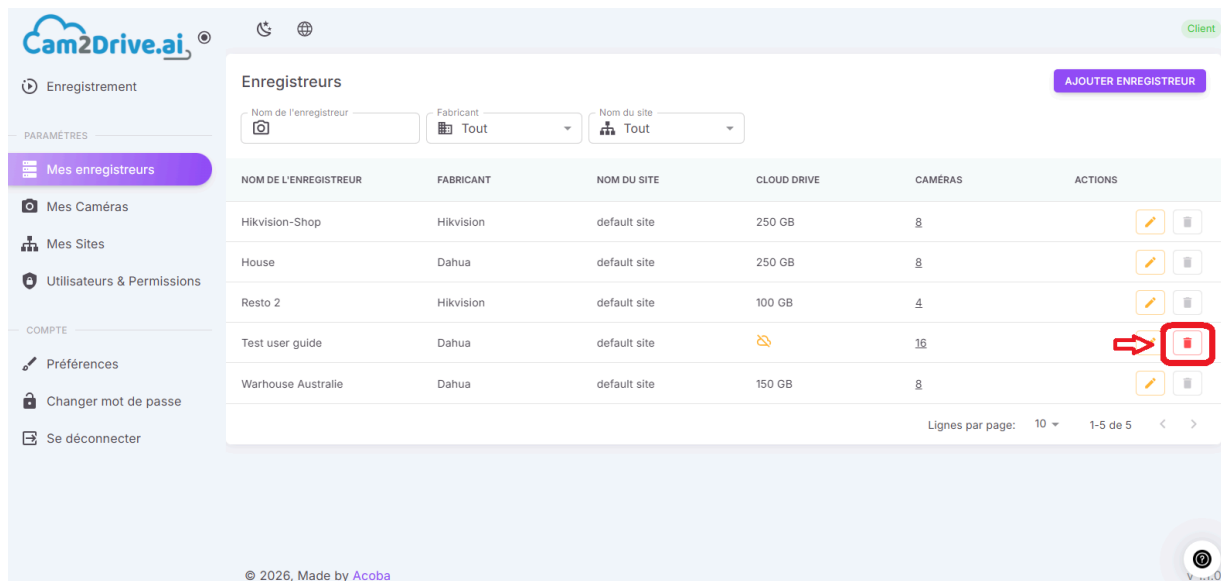 Cam2Drive.ai
Client
Enregistrement
PARAMÈTRES
Mes enregistreurs
Mes Caméras
Mes Sites
Utilisateurs & Permissions
COMPTE
Préférences
Changer mot de passe
Se déconnecter
Enregistreurs
AJOUTER ENREGISTREUR
Nom de l'enregistreur
Fabricant
Tout
Nom du site
Tout
NOM DE L'ENREGISTREUR FABRICANT NOM DU SITE CLOUD DRIVE CAMÉRAS ACTIONS
Hikvision-Shop Hikvision default site 250 GB 8
House Dahua default site 250 GB 8
Resto 2 Hikvision default site 100 GB 4
Test user guide Dahua default site 16
Warhouse Australie Dahua default site 150 GB 8
Lignes par page: 10 1-5 de 5
© 2026, Made by Acoba